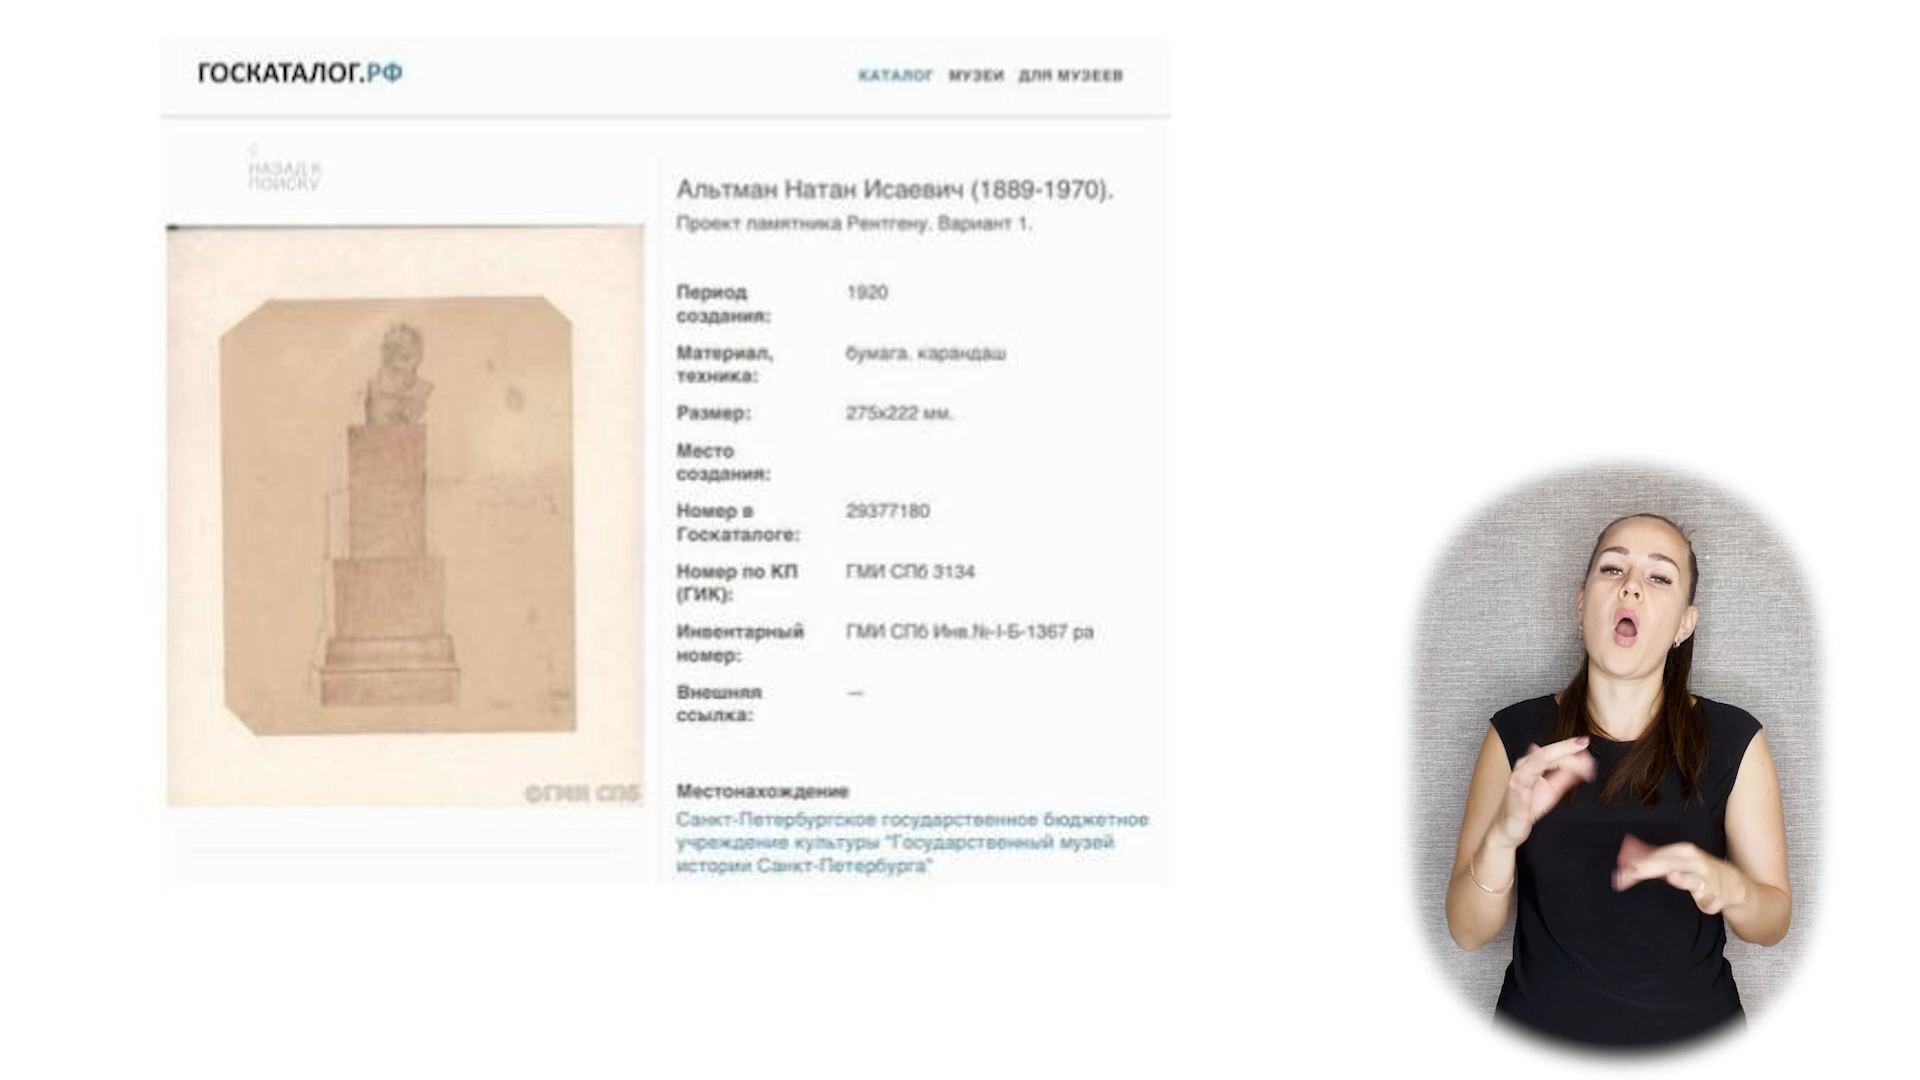 ГОСКАТАЛОГ.РФ
КАТАЛОГ МУЗЕИ ДЛЯ МУЗЕЕВ
НАЗАД К
ПОИСКУ
Альтман Натан Исаевич (1889-1970).
Проект памятника Рентгену. Вариант 1.
Период
создания:
1920
Материал,
техника:
бумага, карандаш
Размер:
275x222 мм.
Место
создания:
Номер в
Госкаталоге:
29377180
Номер по КП
(ГИК):
ГМИ СПб 3134
Инвентарный
номер:
ГМИ СПб Инв.№-I-Б-1367 ра
Внешняя
ссылка:
—
Местонахождение
Санкт-Петербургское государственное бюджетное
учреждение культуры "Государственный музей
истории Санкт-Петербурга"